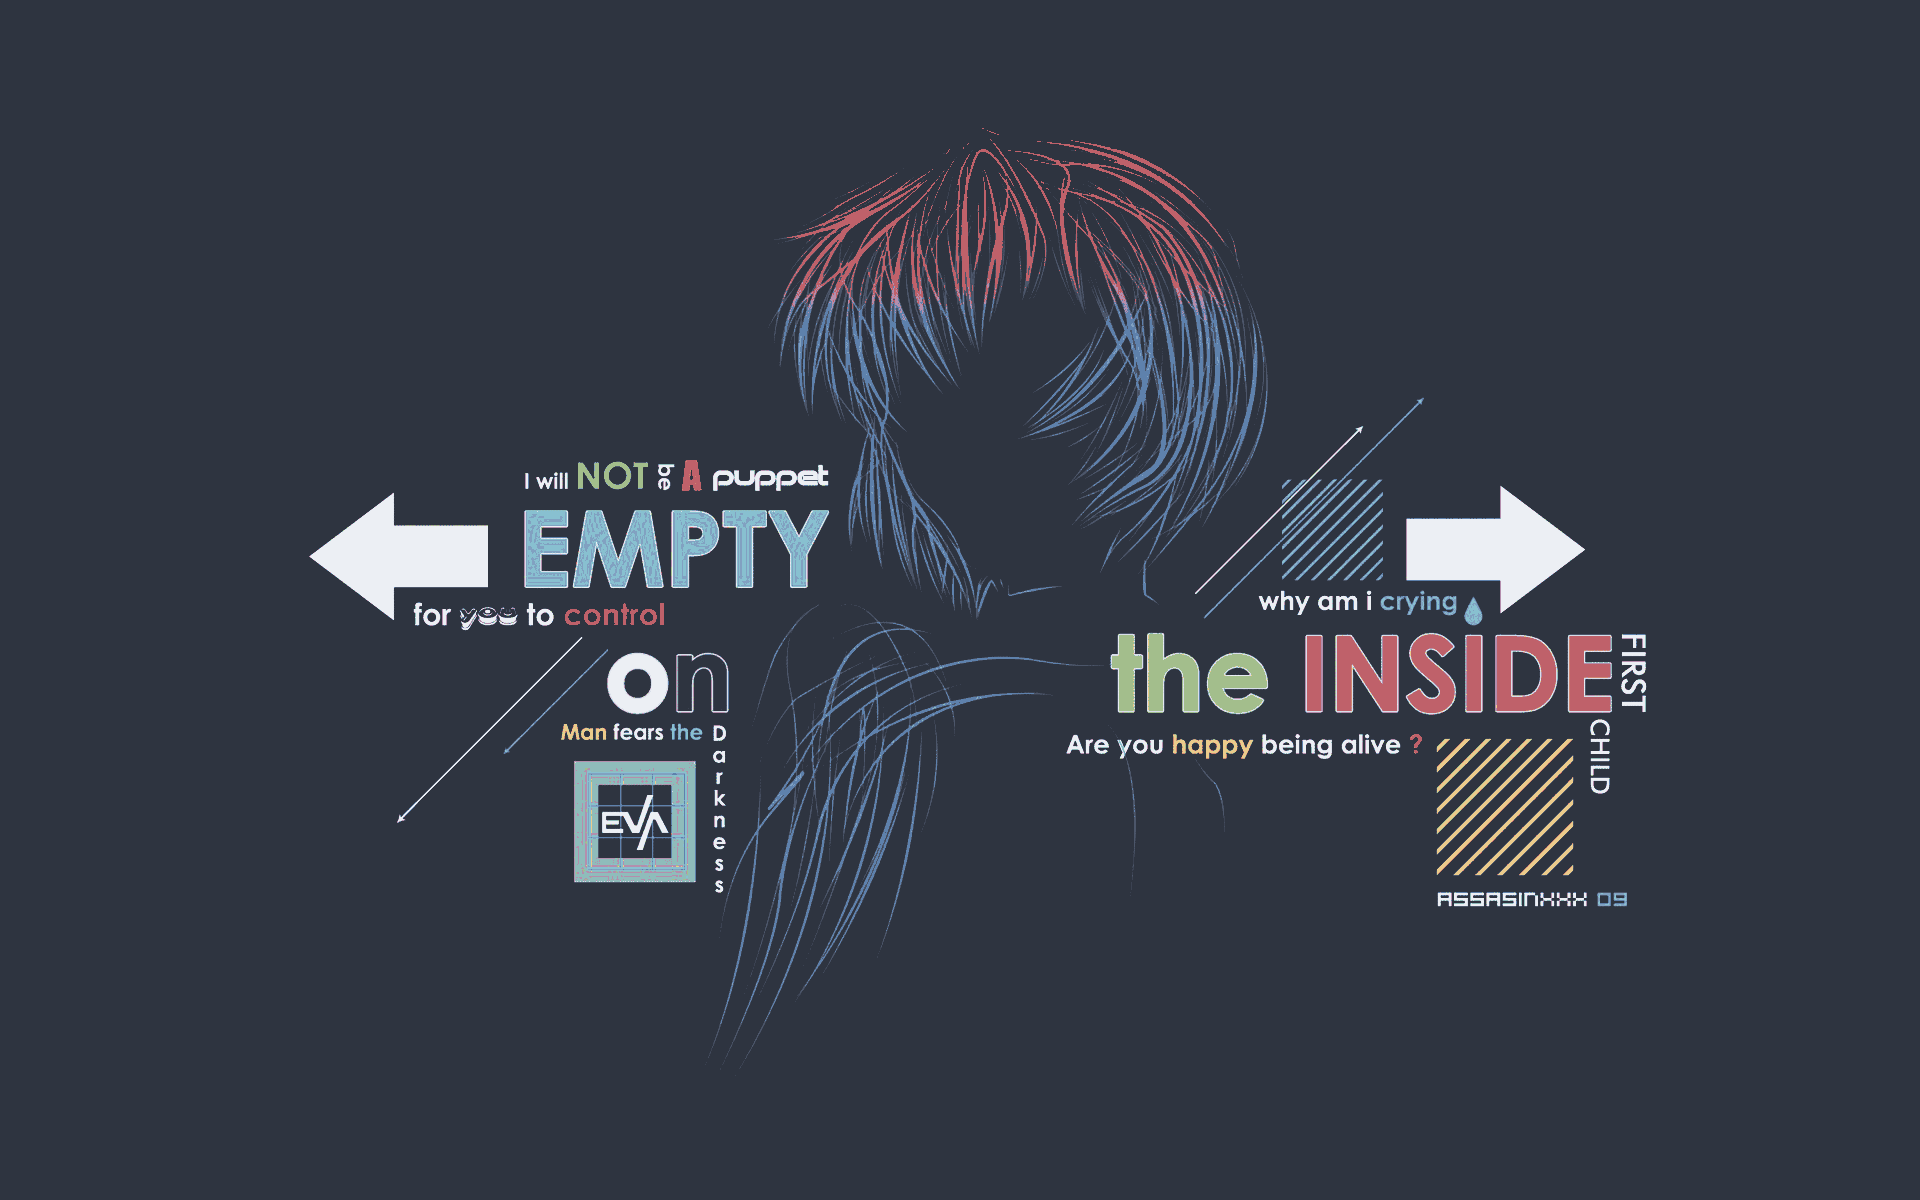 I will NOT be A puppet
EMPTY
for you to control
on
Man fears the
Darkness
EVA
why am i crying
the INSIDE
FIRST
CHILD
Are you happy being alive ?
ASSASINXXX 09